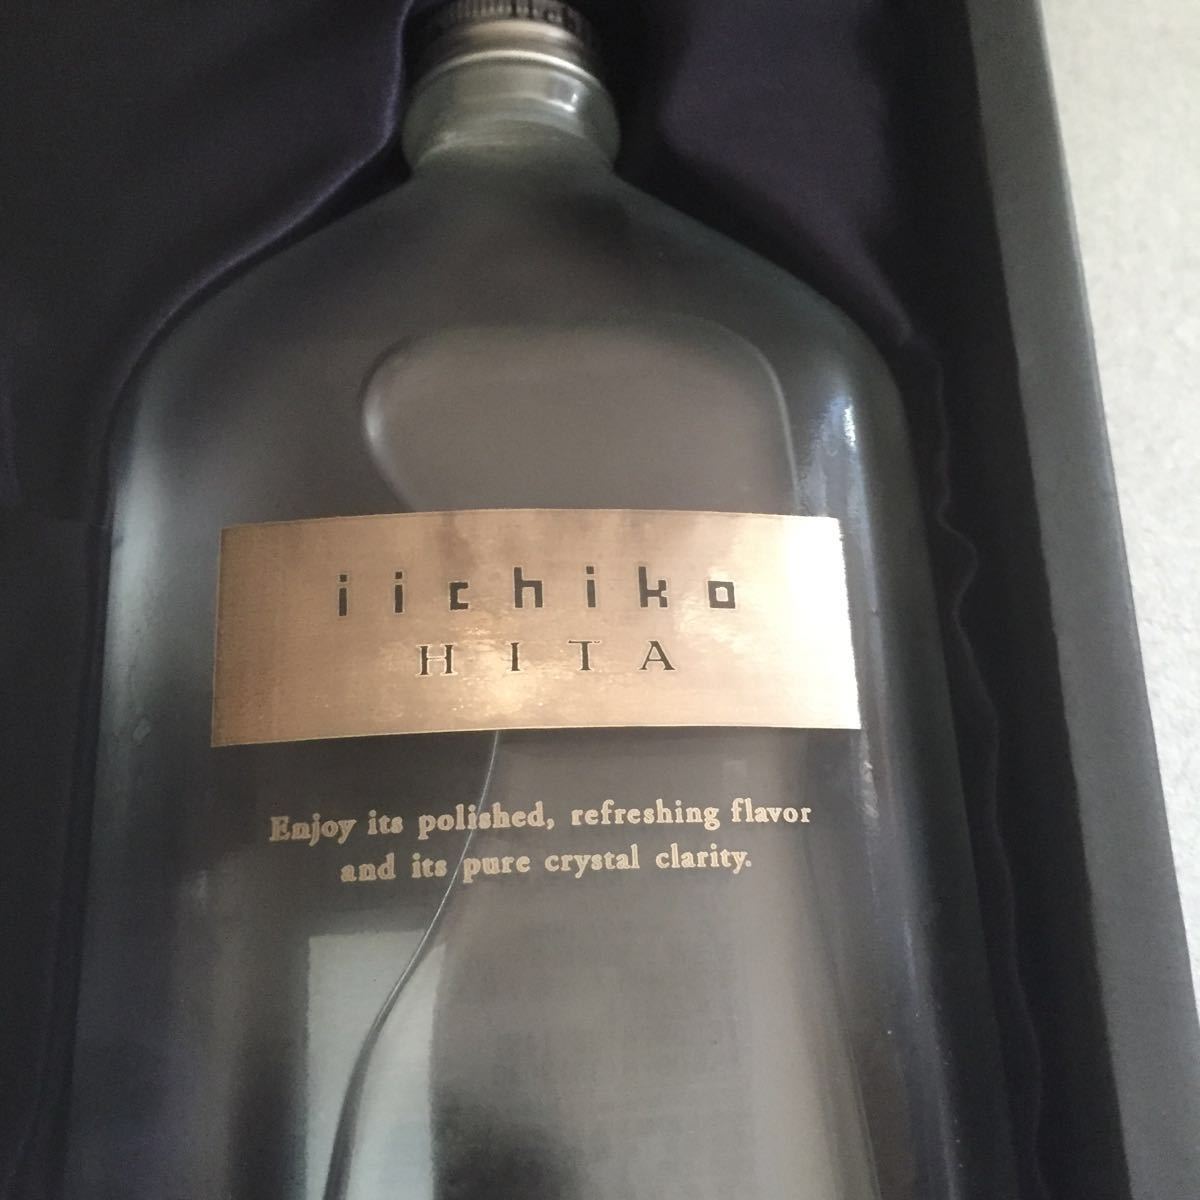 iichiko
HITA
Enjoy its polished, refreshing flavor
and its pure crystal clarity.